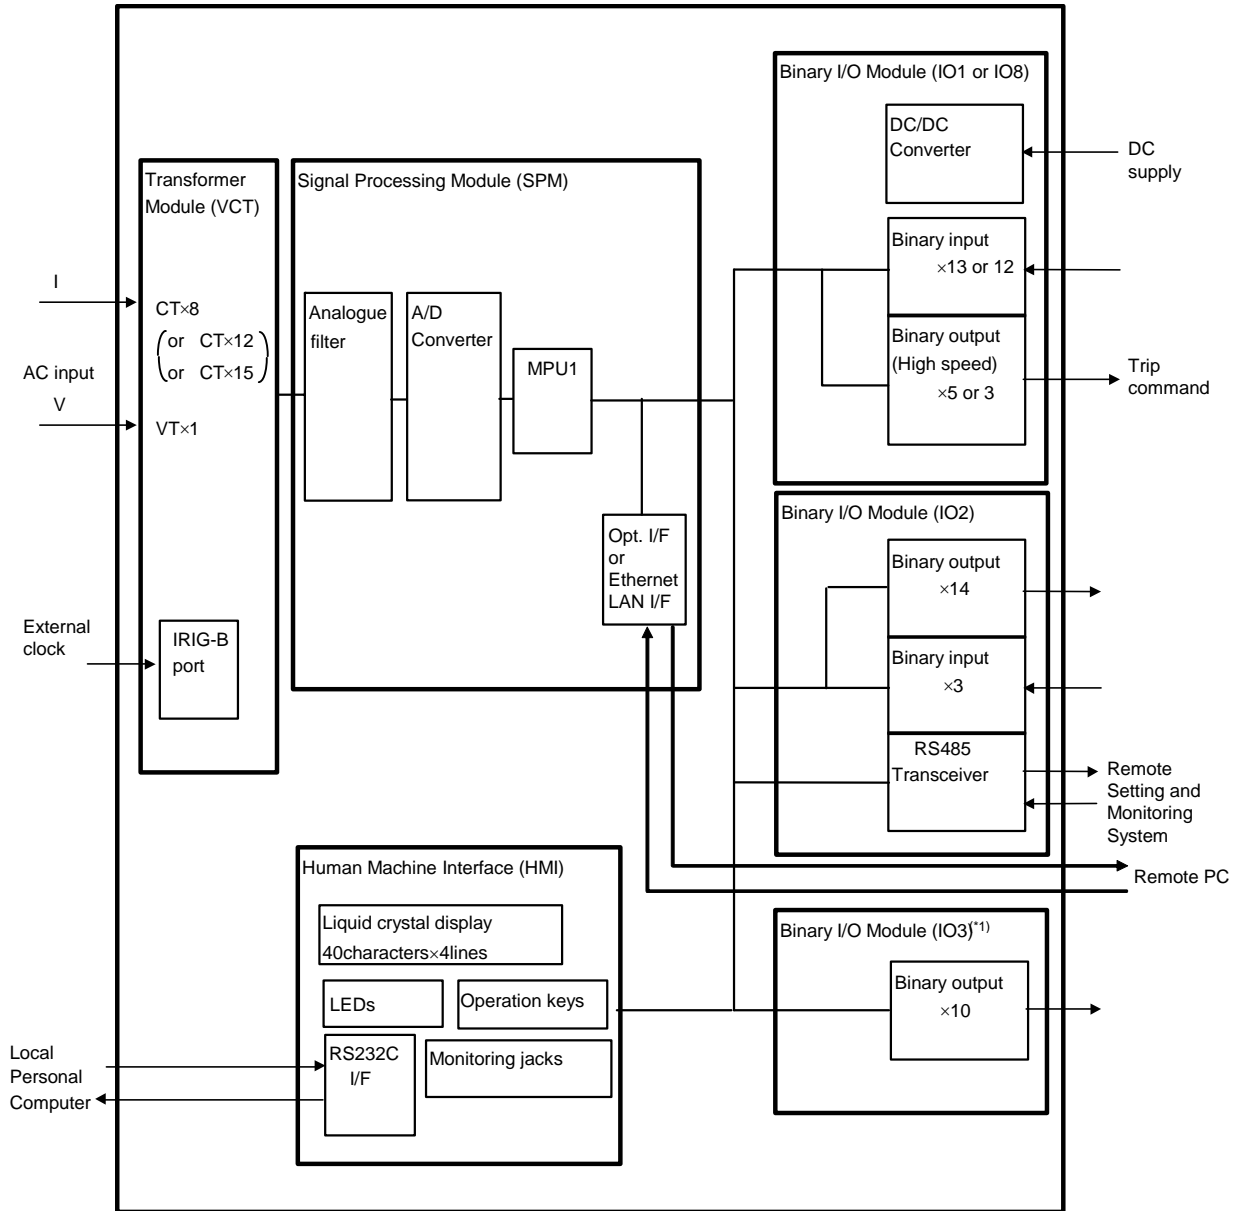 Binary I/O Module (IO1 or IO8)
DC/DC
Converter
DC
supply
Binary input
×13 or 12
Binary output
(High speed)
×5 or 3
Trip
command
Transformer
Module (VCT)
I
CT×8
(or CT×12
or CT×15)
AC input
V
VT×1
External
clock
IRIG-B
port
Signal Processing Module (SPM)
Analogue
filter
A/D
Converter
MPU1
Opt. I/F
or
Ethernet
LAN I/F
Binary I/O Module (IO2)
Binary output
×14
Binary input
×3
RS485
Transceiver
Remote
Setting and
Monitoring
System
Remote PC
Human Machine Interface (HMI)
Liquid crystal display
40characters×4lines
LEDs
Operation keys
RS232C
I/F
Monitoring jacks
Local
Personal
Computer
Binary I/O Module (IO3)(*1)
Binary output
×10